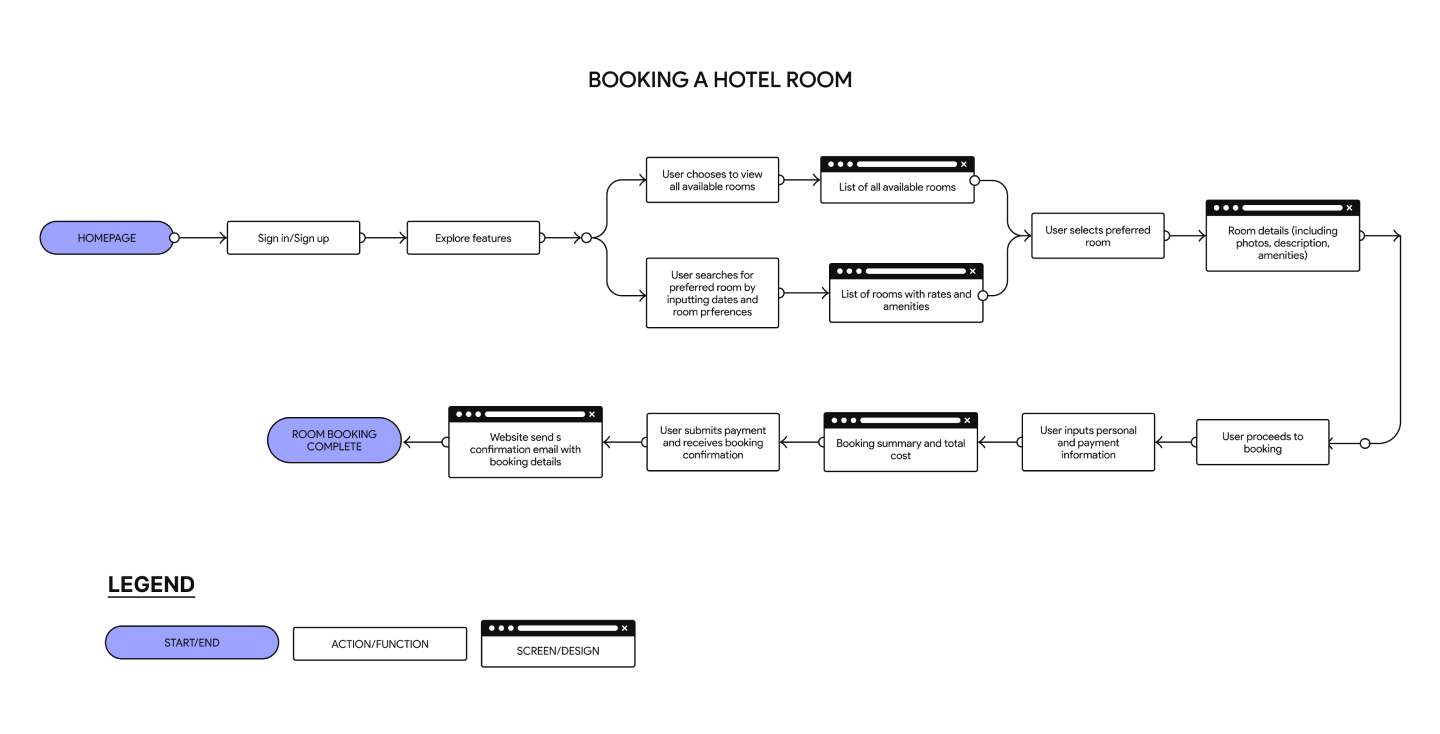 BOOKING A HOTEL ROOM
HOMEPAGE
Sign in/Sign up
Explore features
User chooses to view
all available rooms
List of all available rooms
User searches for
preferred room by
inputting dates and
room prferences
List of rooms with rates and
amenities
User selects preferred
room
Room details (including
photos, description,
amenities)
User proceeds to
booking
User inputs personal
and payment
information
Booking summary and total
cost
User submits payment
and receives booking
confirmation
Website send s
confirmation email with
booking details
ROOM BOOKING
COMPLETE
LEGEND
START/END
ACTION/FUNCTION
SCREEN/DESIGN